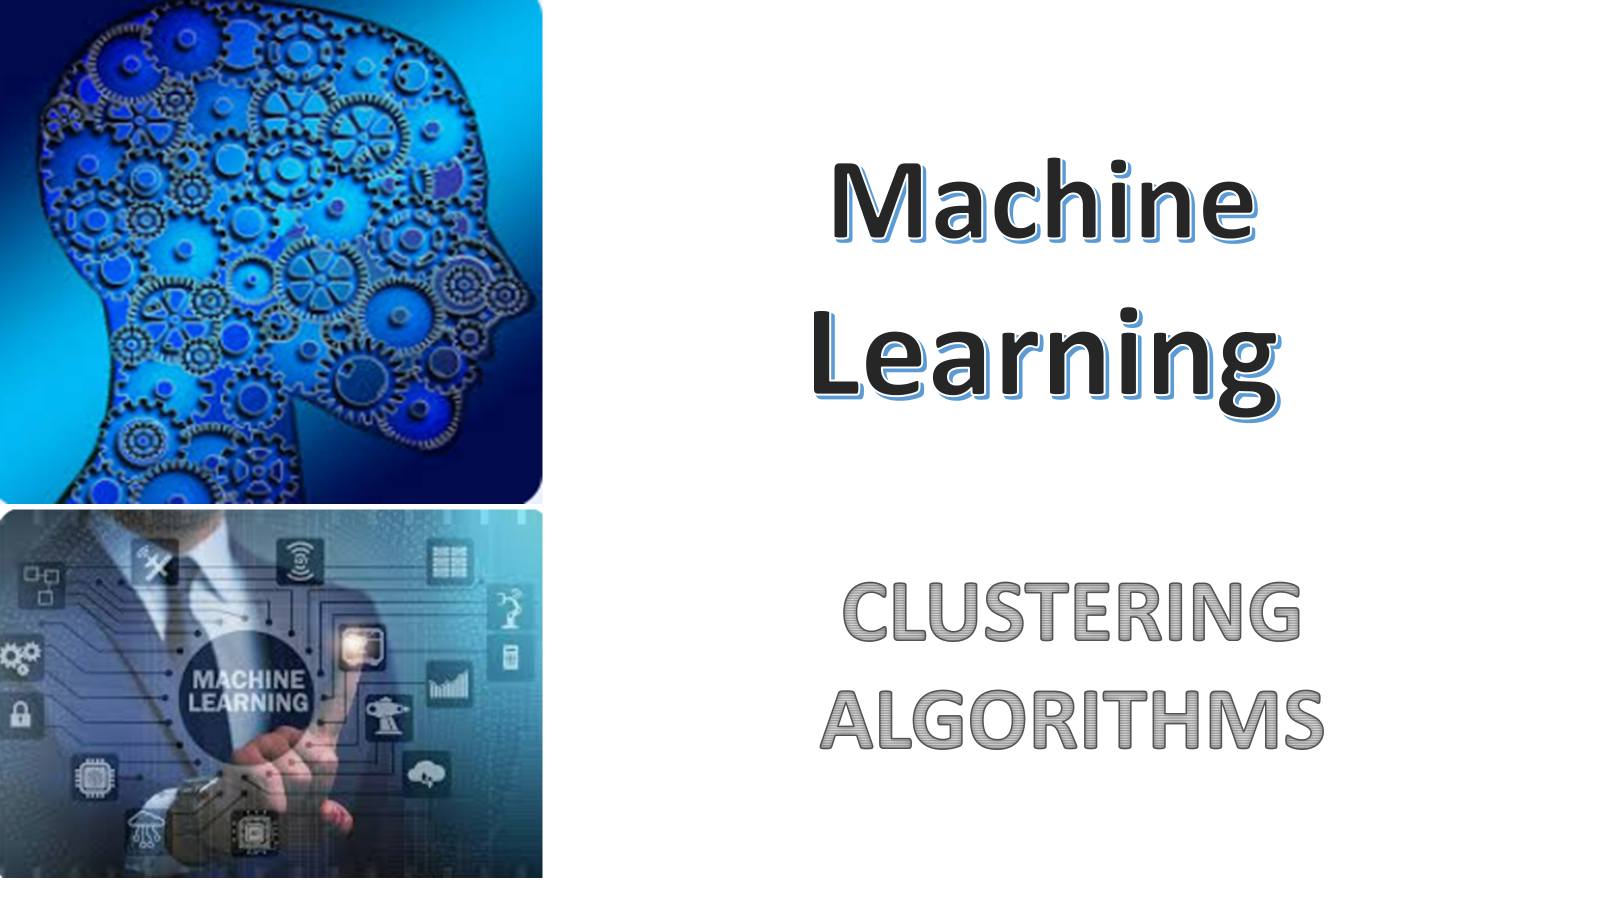 Machine
Learning
CLUSTERING
ALGORITHMS
MACHINE
LEARNING